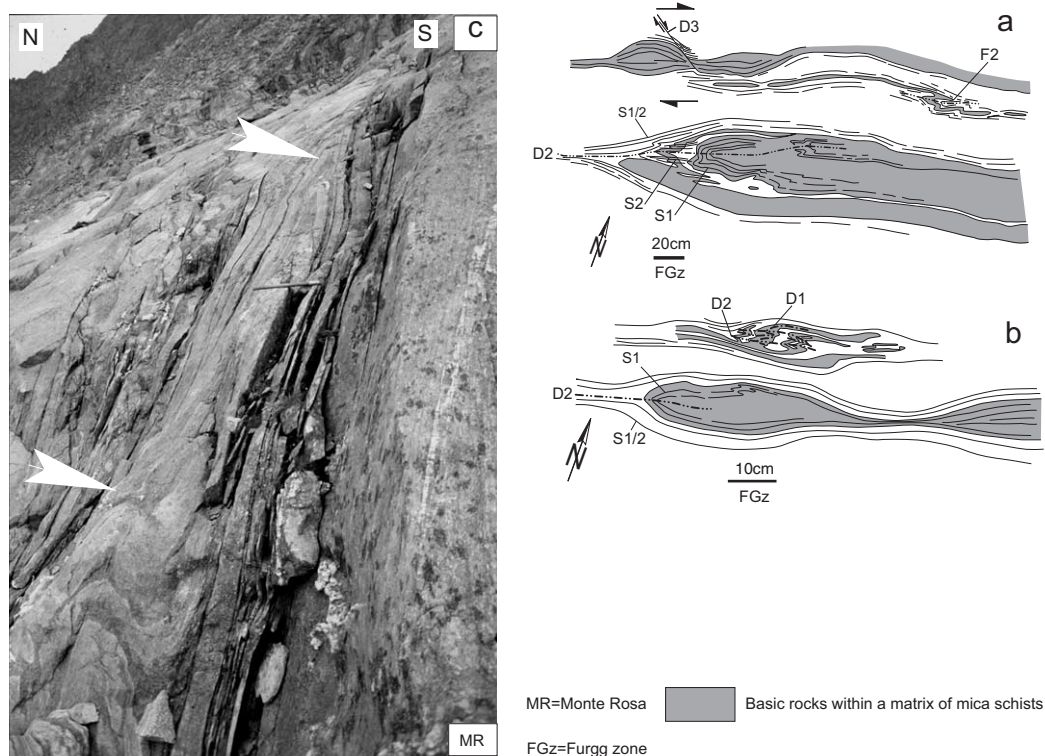 N
S
C
MR
a
D3
F2
S1/2
D2
S2
S1
N
20cm
FGz
b
D2
D1
S1
D2
S1/2
N
10cm
FGz
MR=Monte Rosa
Basic rocks within a matrix of mica schists
FGz=Furgg zone